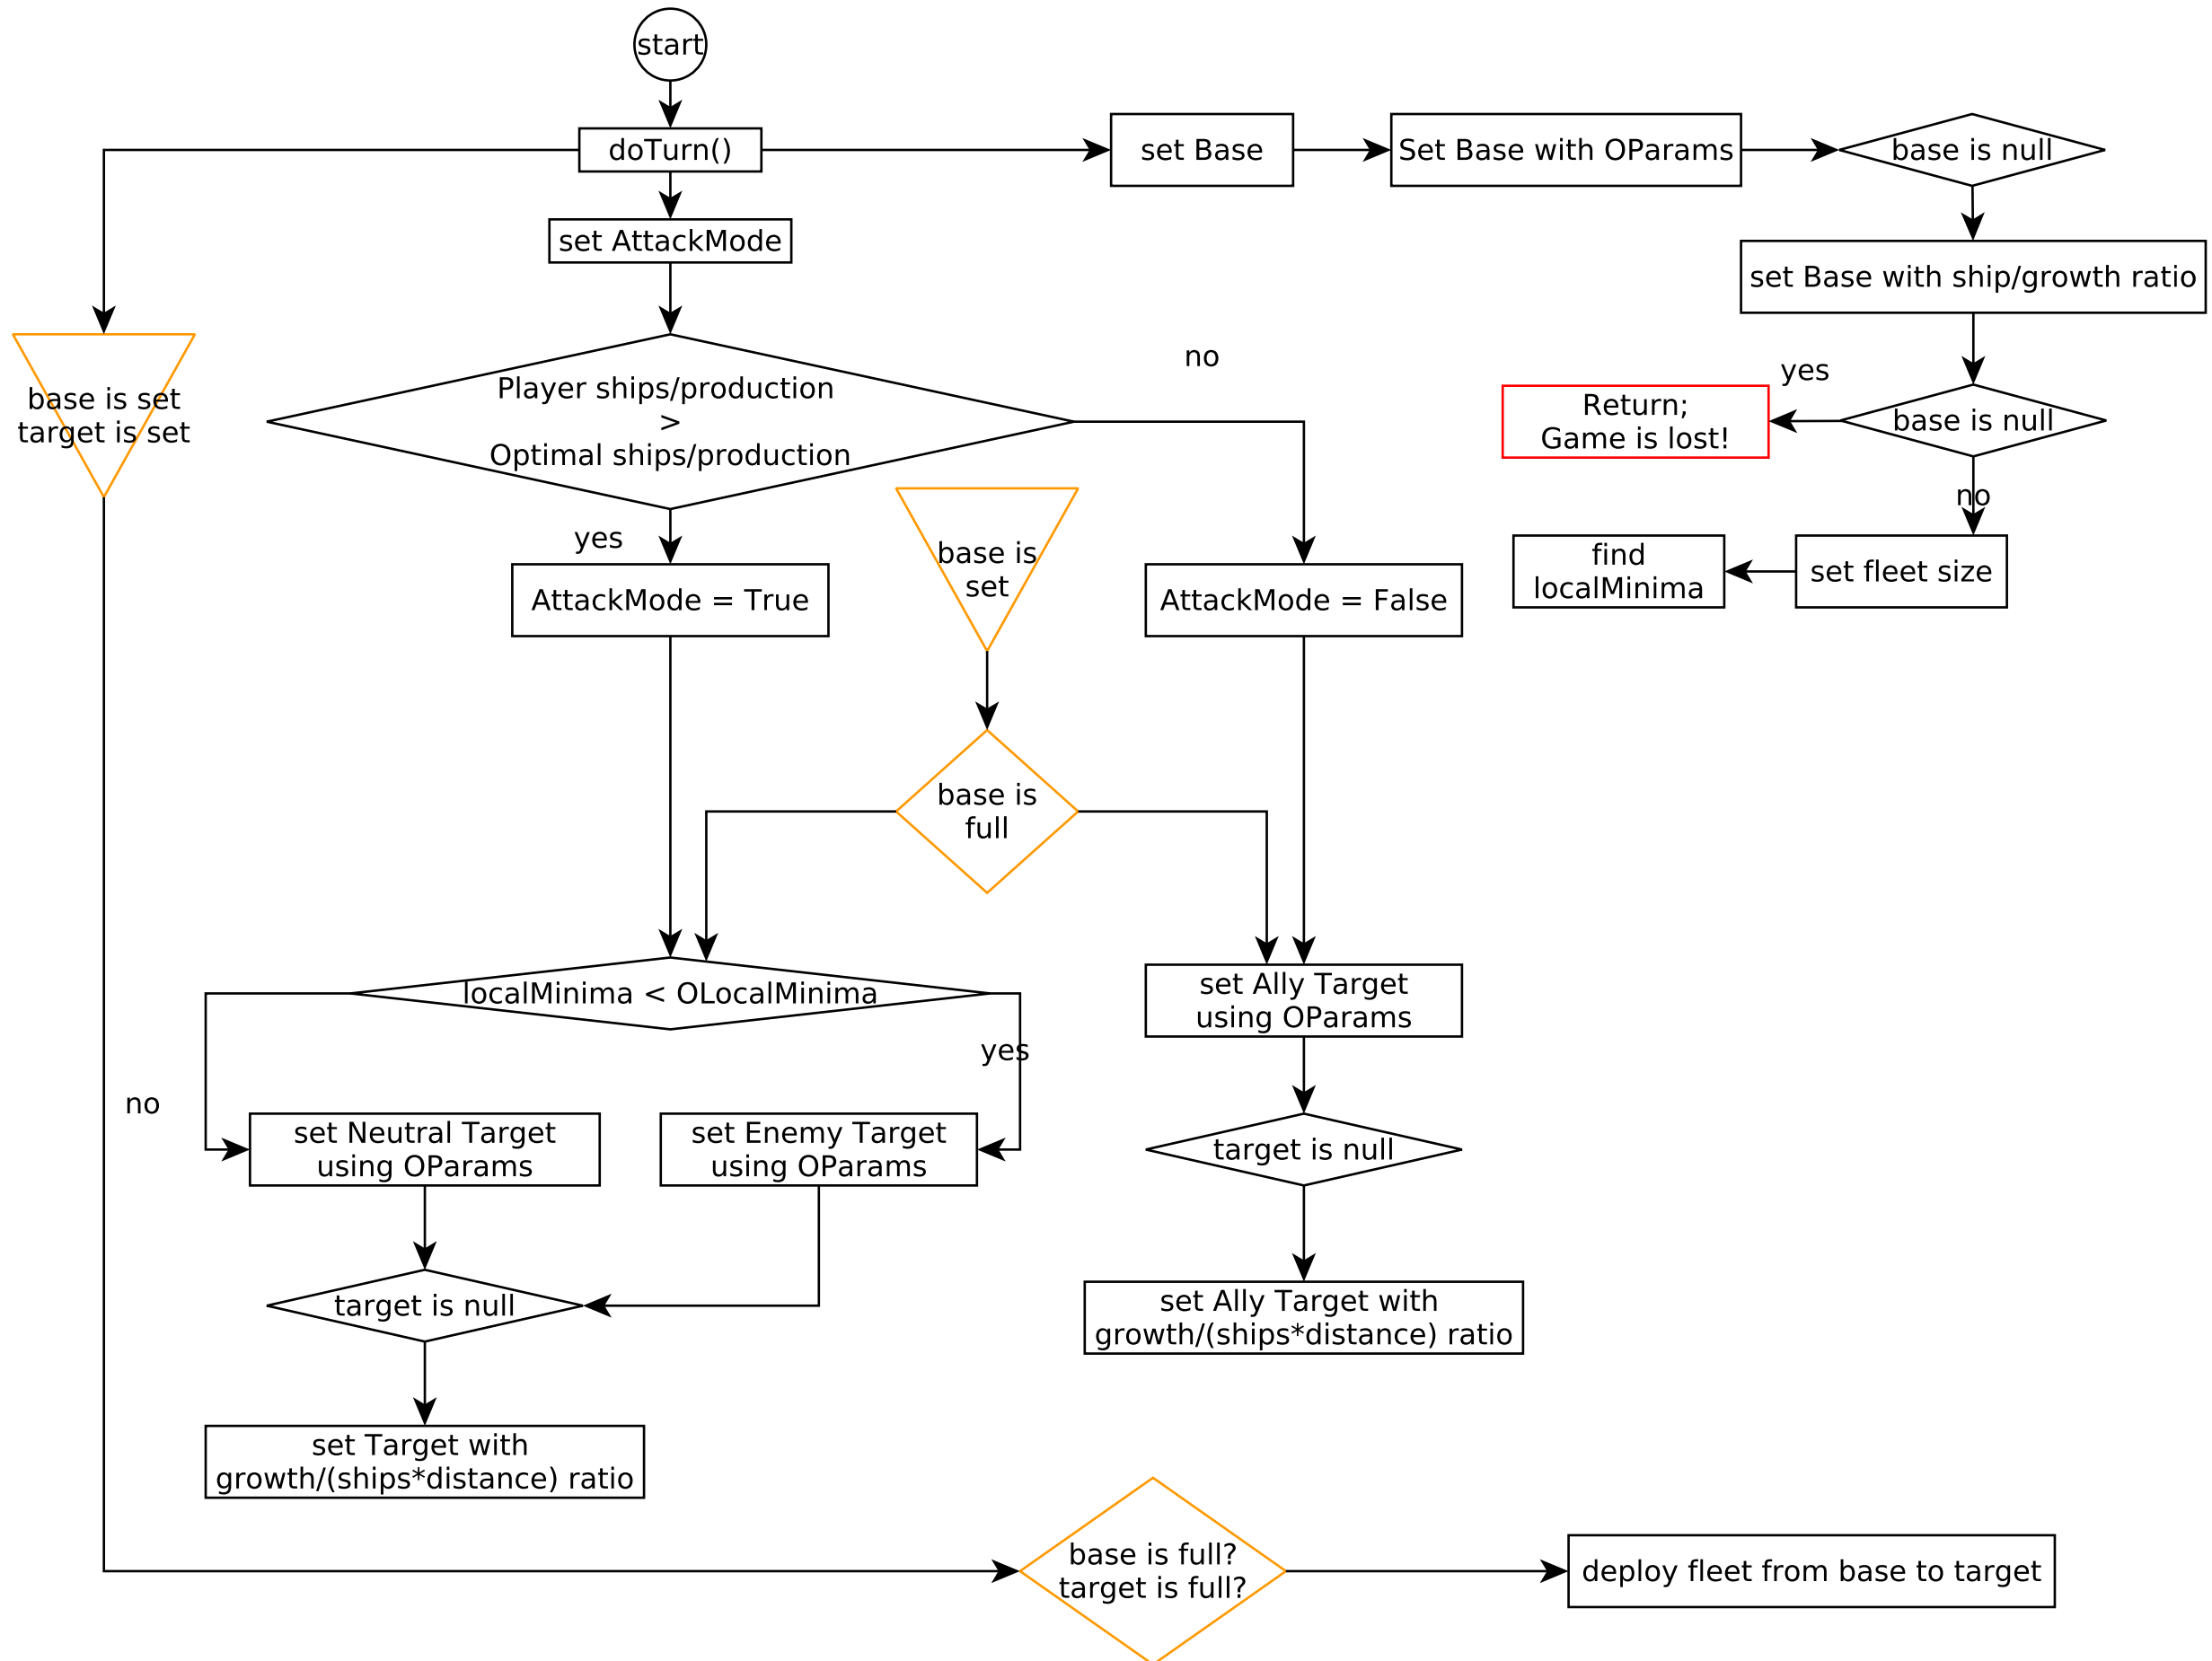 start
doTurn()
set Base
Set Base with OParams
base is null
set AttackMode
set Base with ship/growth ratio
no
yes
base is set
target is set
Player ships/production
>
Optimal ships/production
Return;
Game is lost!
base is null
no
yes
base is
set
find
localMinima
set fleet size
AttackMode = True
AttackMode = False
base is
full
localMinima < OLocalMinima
set Ally Target
using OParams
yes
no
set Neutral Target
using OParams
set Enemy Target
using OParams
target is null
target is null
set Ally Target with
growth/(ships*distance) ratio
set Target with
growth/(ships*distance) ratio
base is full?
target is full?
deploy fleet from base to target